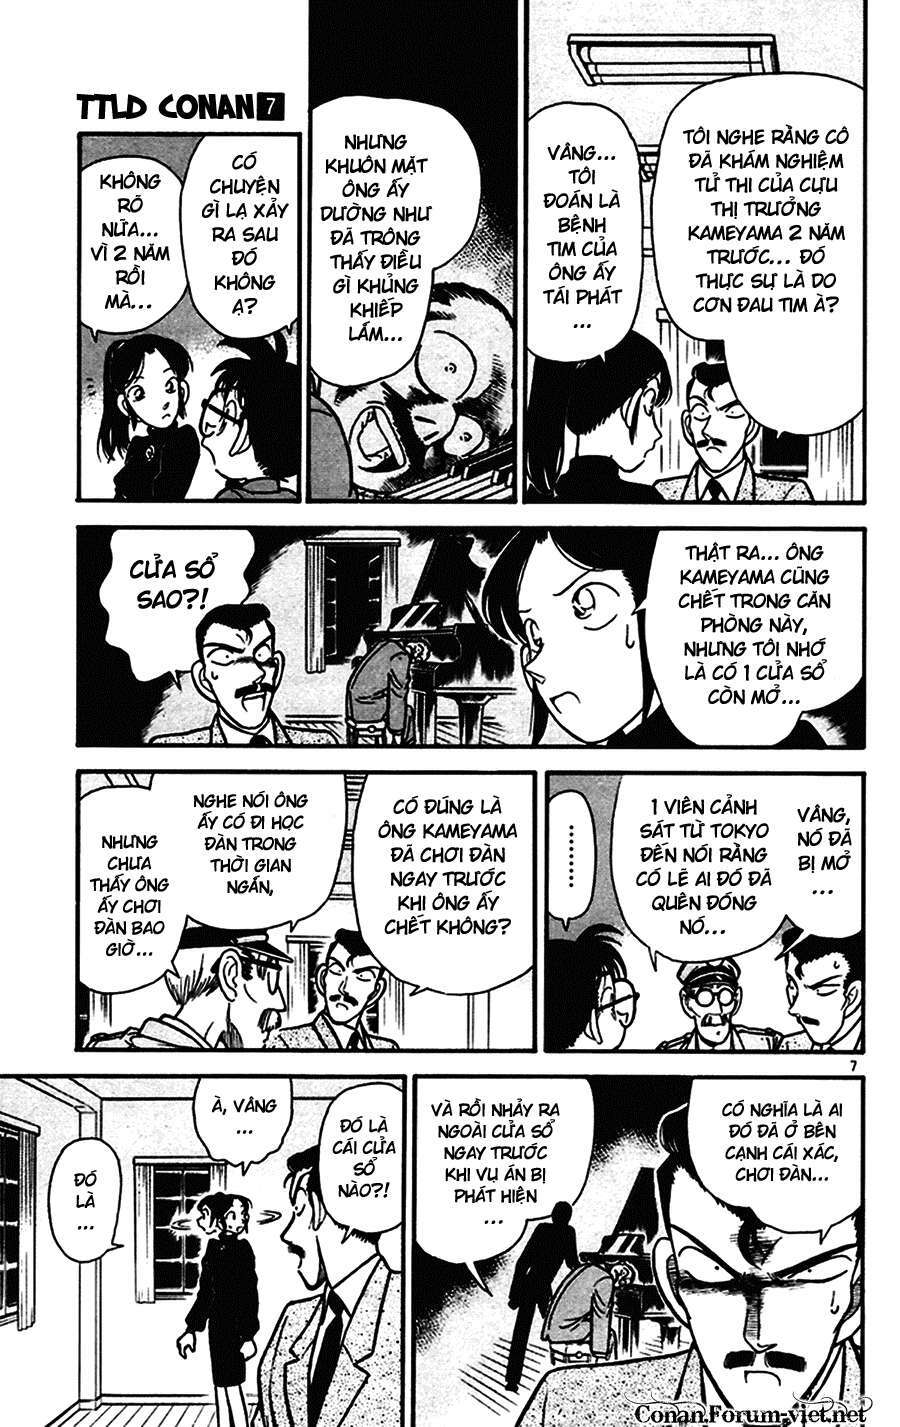 TTLD CONAN 7
TÔI NGHE RẰNG CÔ
ĐÃ KHÁM NGHIỆM
TỬ THI CỦA CỰU
THỊ TRƯỞNG
KAMEYAMA 2 NĂM
TRƯỚC... ĐÓ
THỰC SỰ LÀ DO
CƠN ĐAU TIM À?
VÂNG...
TÔI
ĐOÁN LÀ
BỆNH
TIM CỦA
ÔNG ẤY
TÁI PHÁT
...
NHƯNG
KHUÔN MẶT
ÔNG ẤY
DƯỜNG NHƯ
ĐÃ TRÔNG
THẤY ĐIỀU
GÌ KHỦNG
KHIẾP
LẮM...
CÓ
CHUYỆN
GÌ LẠ XẢY
RA SAU
ĐÓ
KHÔNG
Ạ?
KHÔNG
RÕ
NỮA...
VÌ 2 NĂM
RỒI
MÀ...
THẬT RA... ÔNG
KAMEYAMA CŨNG
CHẾT TRONG CĂN
PHÒNG NÀY,
NHƯNG TÔI NHỚ
LÀ CÓ 1 CỬA SỔ
CÒN MỞ...
CỬA SỔ
SAO?!
VÂNG,
NÓ ĐÃ
BỊ MỞ
...
1 VIÊN CẢNH
SÁT TỪ TOKYO
ĐẾN NÓI RẰNG
CÓ LẼ AI ĐÓ ĐÃ
QUÊN ĐÓNG
NÓ...
........
CÓ ĐÚNG LÀ
ÔNG KAMEYAMA
ĐÃ CHƠI ĐÀN
NGAY TRƯỚC
KHI ÔNG ẤY
CHẾT KHÔNG?
NGHE NÓI ÔNG
ẤY CÓ ĐI HỌC
ĐÀN TRONG
THỜI GIAN
NGẮN,
NHƯNG
CHƯA
THẤY ÔNG
ẤY CHƠI
ĐÀN BAO
GIỜ...
7
CÓ NGHĨA LÀ AI
ĐÓ ĐÃ Ở BÊN
CẠNH CÁI XÁC,
CHƠI ĐÀN...
VÀ RỒI NHẢY RA
NGOÀI CỬA SỔ
NGAY TRƯỚC
KHI VỤ ÁN BỊ
PHÁT HIỆN
...
ĐÓ LÀ
CÁI CỬA
SỔ
NÀO?!
À, VÂNG
...
ĐÓ
LÀ
...
Conan.Forum-viet.net